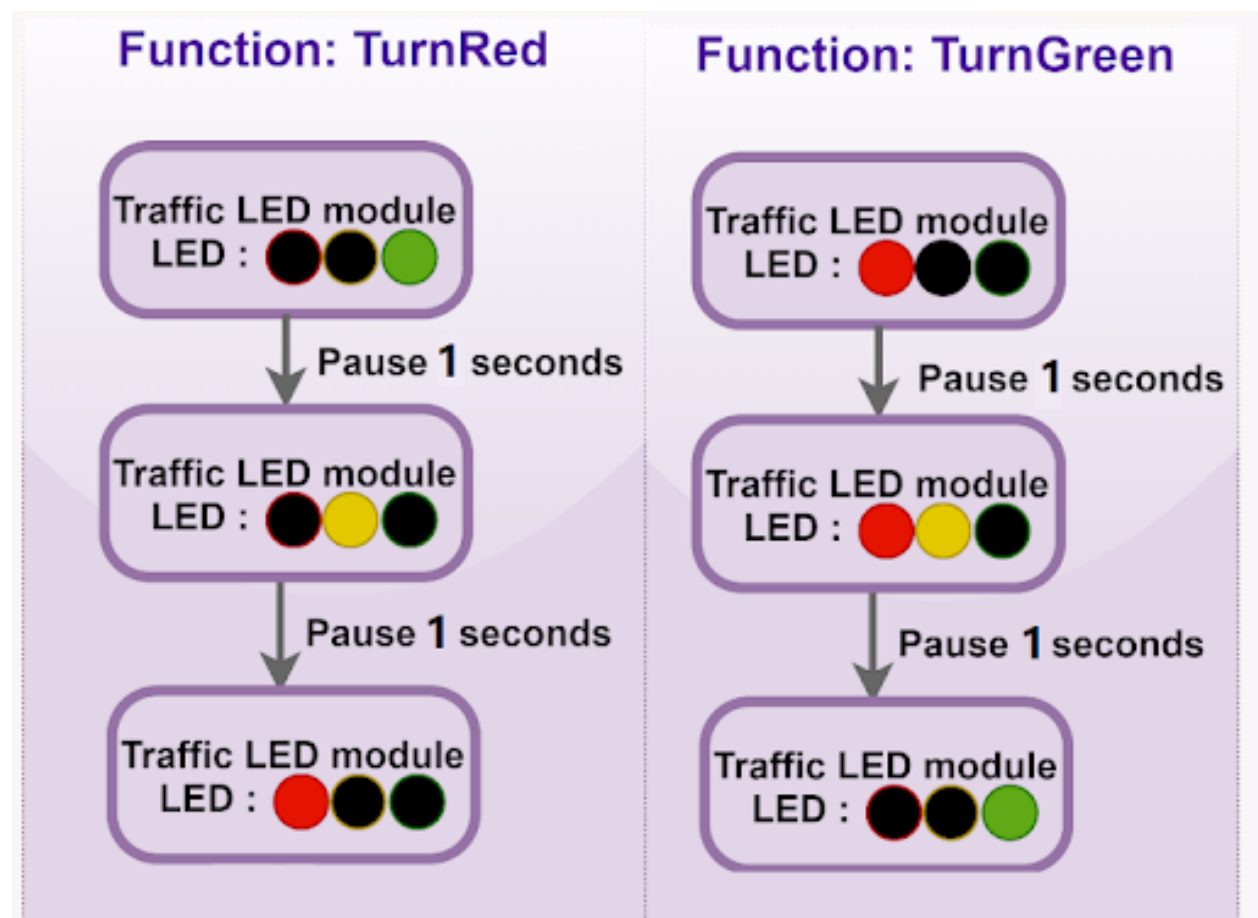 Function: TurnRed
Traffic LED module
LED :
Pause 1 seconds
Traffic LED module
LED :
Pause 1 seconds
Traffic LED module
LED :
Function: TurnGreen
Traffic LED module
LED :
Pause 1 seconds
Traffic LED module
LED :
Pause 1 seconds
Traffic LED module
LED :